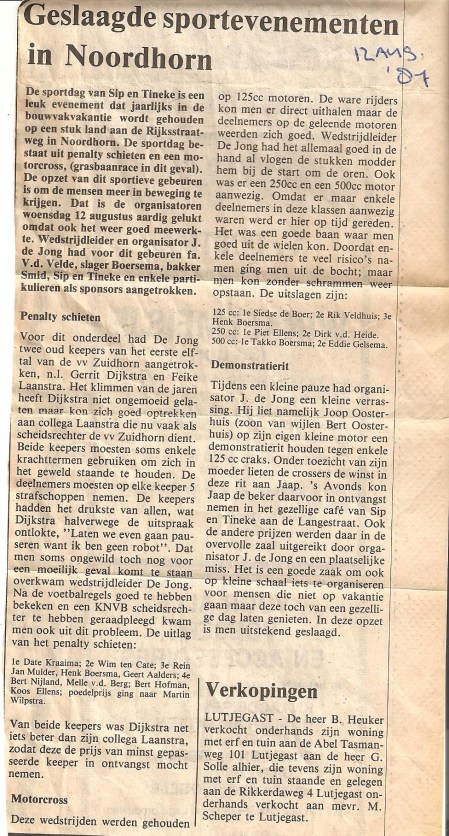 Geslaagde sportevenementen
in Noordhorn
12 AUG.
'87
De sportdag van Sip en Tineke is een
leuk evenement dat jaarlijks in de
bouwvakvakantie wordt gehouden
op een stuk land aan de Rijksstraat-
weg in Noordhorn. De sportdag be-
staat uit penalty schieten en een mo-
torcross, (grasbaanrace in dit geval).
De opzet van dit sportieve gebeuren
is om de mensen meer in beweging te
krijgen. Dat is de organisatoren
woensdag 12 augustus aardig gelukt
omdat ook het weer goed meewerk-
te. Wedstrijdleider en organisator J.
de Jong had voor dit gebeuren fa.
V.d. Velde, slager Boersema, bakker
Smid, Sip en Tineke en enkele parti-
kulieren als sponsors aangetrokken.
Penalty schieten
Voor dit onderdeel had De Jong
twee oud keepers van het eerste elf-
tal van de vv Zuidhorn aangetrok-
ken, n.l. Gerrit Dijkstra en Feike
Laanstra. Het klimmen van de jaren
heeft Dijkstra niet ongemoeid gela-
ten maar kon zich goed optrekken
aan collega Laanstra die nu vaak als
scheidsrechter de vv Zuidhorn dient.
Beide keepers moesten soms enkele
krachttermen gebruiken om zich in
het geweld staande te houden. De
deelnemers moesten op elke keeper 5
strafschoppen nemen. De keepers
hadden het drukste van allen, wat
Dijkstra halverwege de uitspraak
ontlokte, "Laten we even gaan pau-
seren want ik ben geen robot". Dat
men soms ongewild toch nog voor
een moeilijk geval komt te staan
overkwam wedstrijdleider De Jong.
Na de voetbalregels goed te hebben
bekeken en een KNVB scheidsrech-
ter te hebben geraadpleegd kwam
men ook uit dit probleem. De uitlag
van het penalty schieten:
1e Date Kraaima; 2e Wim ten Cate; 3e Rein
Jan Mulder, Henk Boersma, Geert Aalders; 4e
Bert Nijland, Melle v.d. Berg; Bert Hofman,
Koos Ellens; poedelprijs ging naar Martin
Wilpstra.
Van beide keepers was Dijkstra net
iets beter dan zijn collega Laanstra,
zodat deze de prijs van minst gepas-
seerde keeper in ontvangst mocht
nemen.
Motorcross
Deze wedstrijden werden gehouden
op 125cc motoren. De ware rijders
kon men er direct uithalen maar de
deelnemers op de geleende motoren
weerden zich goed. Wedstrijdleider
De Jong had het allemaal goed in de
hand al vlogen de stukken modder
hem bij de start om de oren. Ook
was er een 250cc en een 500cc motor
aanwezig. Omdat er maar enkele
deelnemers in deze klassen aanwezig
waren werd er hier op tijd gereden.
Het was een goede baan waar men
goed uit de wielen kon. Doordat en-
kele deelnemers te veel risico's na-
men ging men uit de bocht; maar
men kon zonder schrammen weer
opstaan. De uitslagen zijn:
125 cc: 1e Siedse de Boer; 2e Rik Veldhuis; 3e
Henk Boersma.
250 cc: 1e Piet Ellens; 2e Dirk v.d. Heide.
500 cc: 1e Takko Boersma; 2e Eddie Gelsema.
Demonstratierit
Tijdens een kleine pauze had organi-
sator J. de Jong een kleine verras-
sing. Hij liet namelijk Joop Ooster-
huis (zoon van wijlen Bert Ooster-
huis) op zijn eigen kleine motor een
demonstratierit houden tegen enkele
125 cc craks. Onder toezicht van zijn
moeder lieten de crossers de winst in
deze rit aan Jaap. 's Avonds kon
Jaap de beker daarvoor in ontvangst
nemen in het gezellige café van Sip
en Tineke aan de Langestraat. Ook
de andere prijzen werden daar in de
overvolle zaal uitgereikt door orga-
nisator J. de Jong en een plaatselijke
miss. Het is een goede zaak om ook
op kleine schaal iets te organiseren
voor mensen die niet op vakantie
gaan maar deze toch van een gezelli-
ge dag laten genieten. In deze opzet
is men uitstekend geslaagd.
Verkopingen
LUTJEGAST - De heer B. Heuker
verkocht onderhands zijn woning
met erf en tuin aan de Abel Tasman-
weg 101 Lutjegast aan de heer G.
Solle alhier, die tevens zijn woning
met erf en tuin staande en gelegen
aan de Rikkerdaweg 4 Lutjegast on-
derhands verkocht aan mevr. M.
Scheper te Lutjegast.